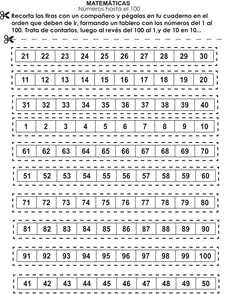 MATEMÁTICAS
Números hasta el 100
Recorta las tiras con un compañero y pégalas en tu cuaderno en el
orden que deben de ir, formando un tablero con los números del 1 al
100. Trata de contarlos, luego al revés del 100 al 1, y de 10 en 10...
21 22 23 24 25 26 27 28 29 30
11 12 13 14 15 16 17 18 19 20
31 32 33 34 35 36 37 38 39 40
1 2 3 4 5 6 7 8 9 10
61 62 63 64 65 66 67 68 69 70
51 52 53 54 55 56 57 58 59 60
71 72 73 74 75 76 77 78 79 80
81 82 83 84 85 86 87 88 89 90
91 92 93 94 95 96 97 98 99 100
41 42 43 44 45 46 47 48 49 50